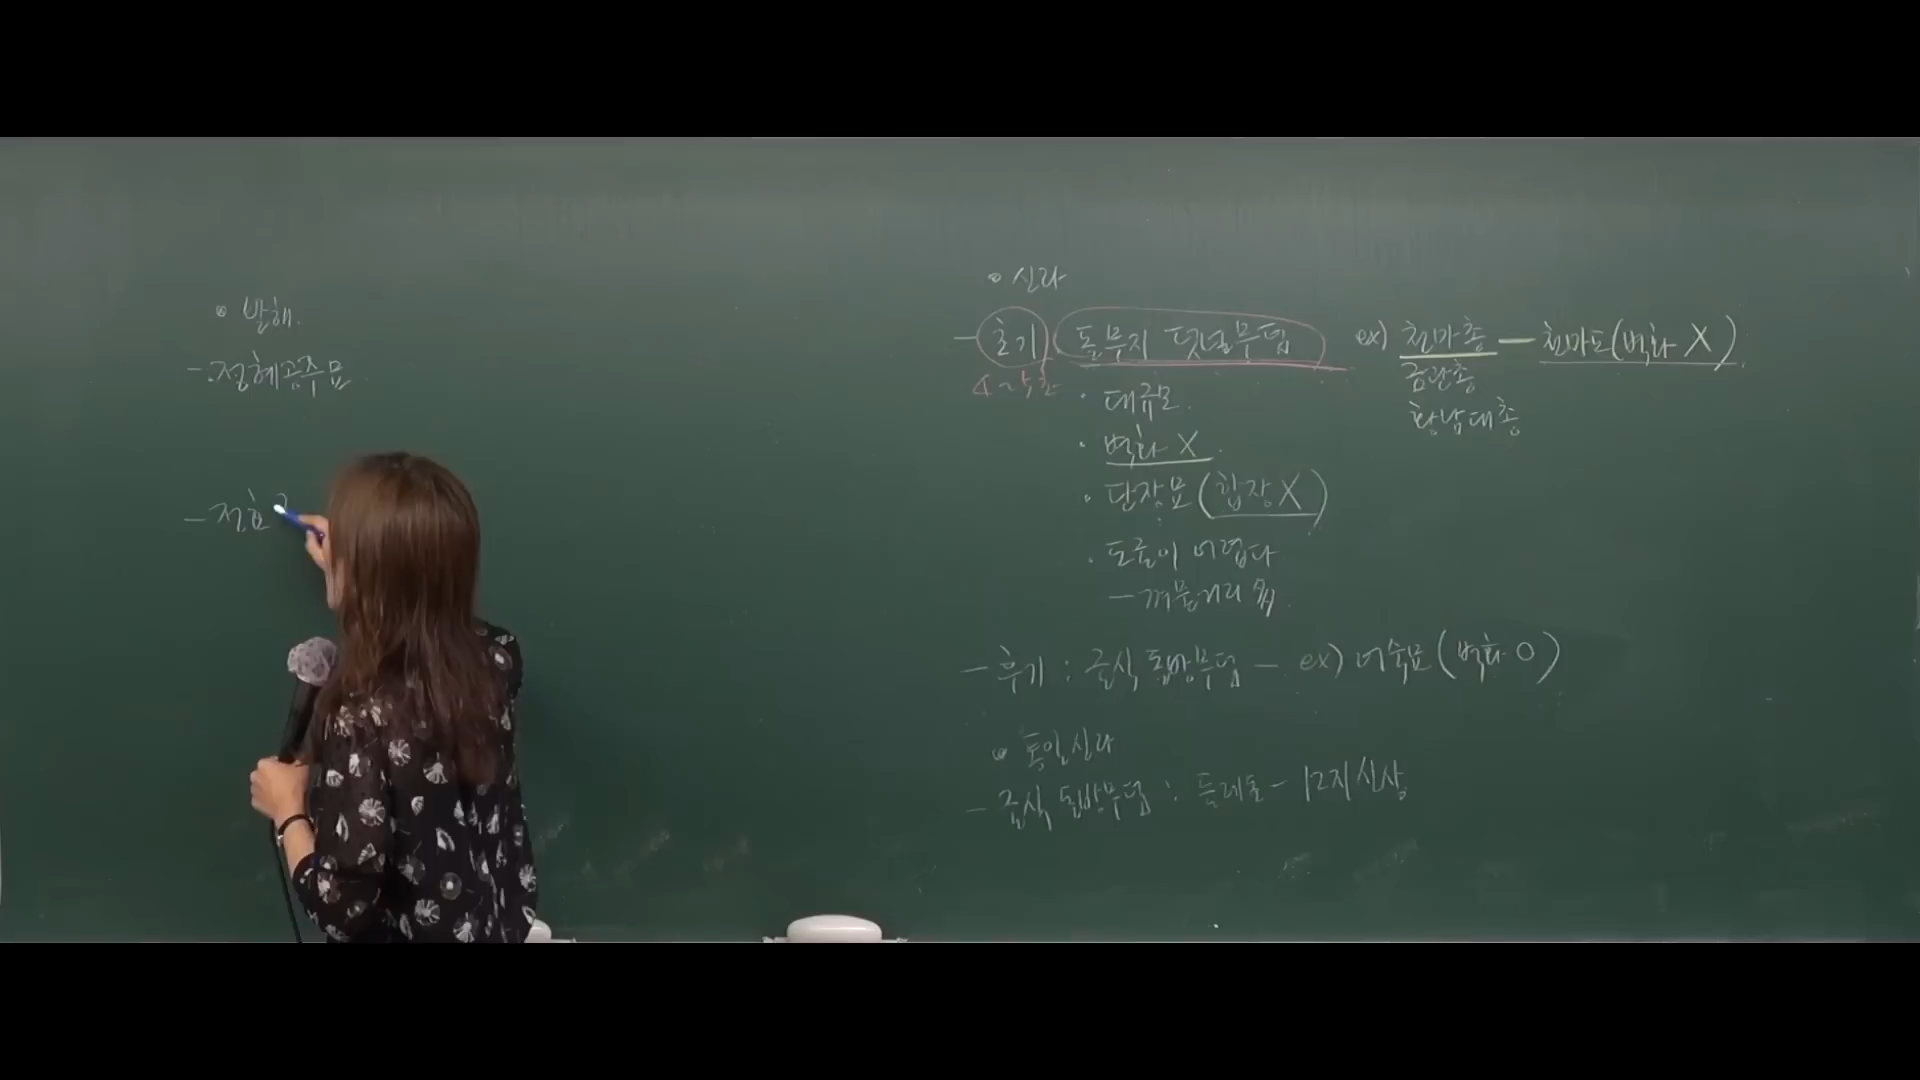 • 발해.
- 정혜공주묘
- 정효
• 신라
- 초기 돌무지 덧널무덤 ex) 천마총 - 천마도(벽화 X)
금관총
황남대총
• 대규모.
• 벽화 X.
• 단장묘 (합장 X)
• 도굴이 어렵다
- 껴묻거리 多.
- 후기 : 굴식 돌방무덤 - ex) 어숙묘 (벽화 O)
• 통일신라
- 굴식 돌방무덤 : 둘레돌 - 12지신상